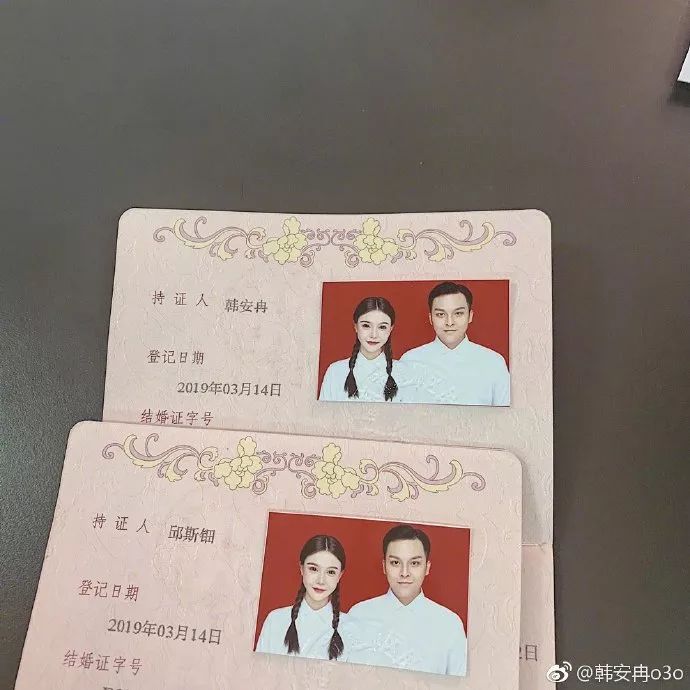 持证人 韩安冉
登记日期
2019年03月14日
结婚证字号
持证人 邱斯钿
登记日期
2019年03月14日
结婚证字号
@韩安冉o3o